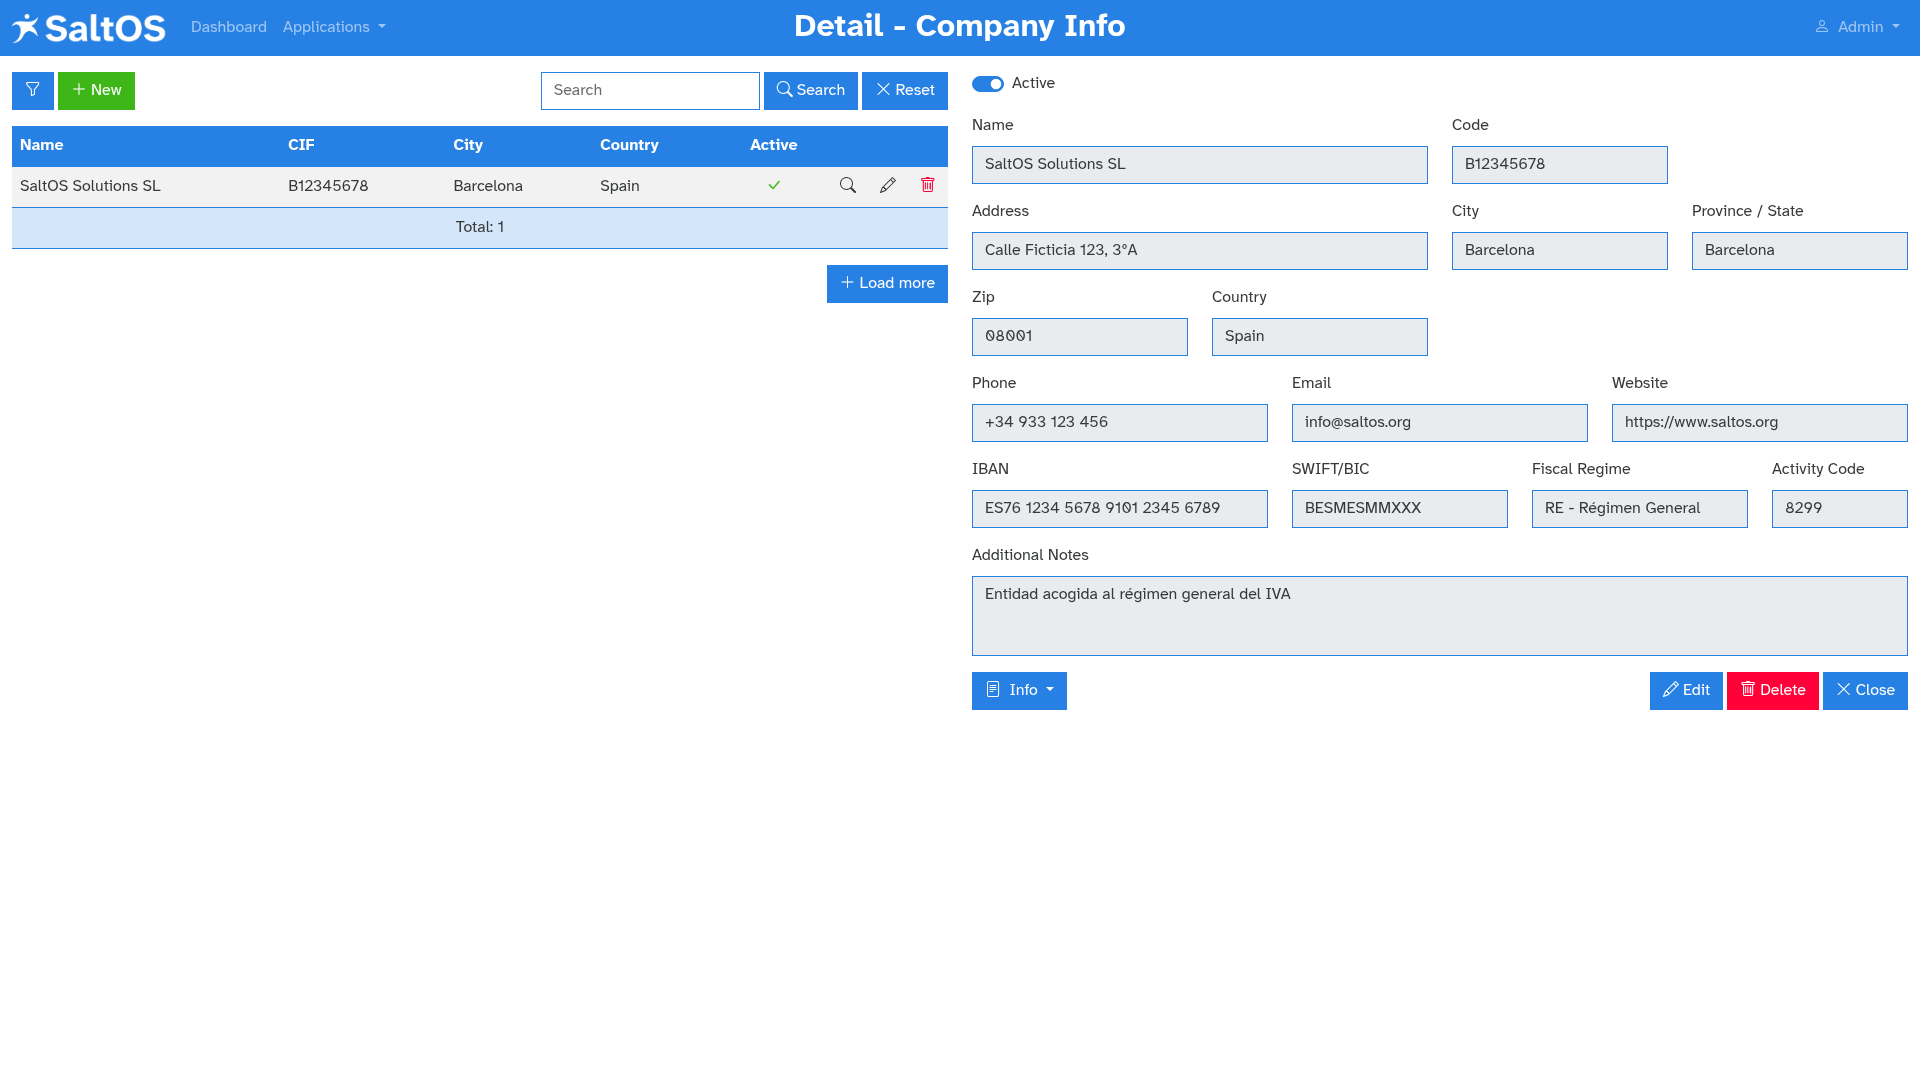 SaltOS Dashboard Applications Detail - Company Info Admin
New Search Search Reset
Name CIF City Country Active
SaltOS Solutions SL B12345678 Barcelona Spain
Total: 1
Load more
Active
Name Code
SaltOS Solutions SL B12345678
Address City Province / State
Calle Ficticia 123, 3ºA Barcelona Barcelona
Zip Country
08001 Spain
Phone Email Website
+34 933 123 456 info@saltos.org https://www.saltos.org
IBAN SWIFT/BIC Fiscal Regime Activity Code
ES76 1234 5678 9101 2345 6789 BESMESMMXXX RE - Régimen General 8299
Additional Notes
Entidad acogida al régimen general del IVA
Info Edit Delete Close